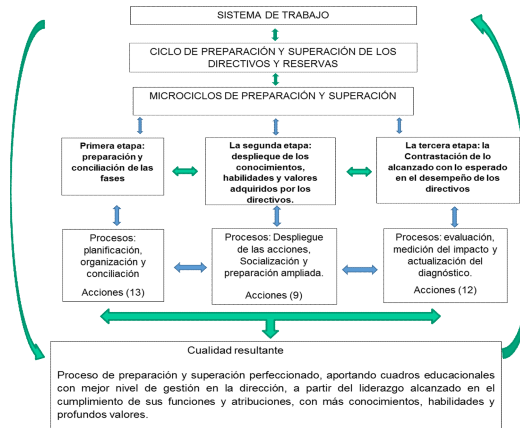 SISTEMA DE TRABAJO
CICLO DE PREPARACIÓN Y SUPERACIÓN DE LOS
DIRECTIVOS Y RESERVAS
MICROCICLOS DE PREPARACIÓN Y SUPERACIÓN
Primera etapa:
preparación y
conciliación de las
fases
La segunda etapa:
despliegue de los
conocimientos,
habilidades y valores
adquiridos por los
directivos.
La tercera etapa: la
Contrastación de lo
alcanzado con lo esperado
en el desempeño de los
directivos
Procesos:
planificación,
organización y
conciliación
Acciones (13)
Procesos: Despliegue
de las acciones,
Socialización y
preparación ampliada.
Acciones (9)
Procesos: evaluación,
medición del impacto y
actualización del
diagnóstico.
Acciones (12)
Cualidad resultante
Proceso de preparación y superación perfeccionado, aportando cuadros educacionales
con mejor nivel de gestión en la dirección, a partir del liderazgo alcanzado en el
cumplimiento de sus funciones y atribuciones, con más conocimientos, habilidades y
profundos valores.